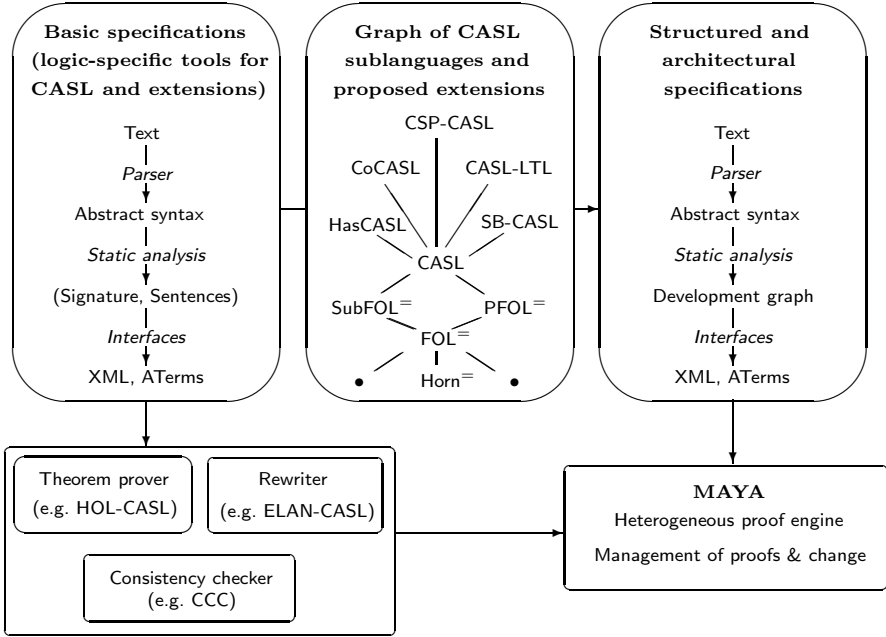 Basic specifications
(logic-specific tools for
CASL and extensions)
Text
Parser
Abstract syntax
Static analysis
(Signature, Sentences)
Interfaces
XML, ATerms
Graph of CASL
sublanguages and
proposed extensions
CSP-CASL
CoCASL CASL-LTL
HasCASL SB-CASL
CASL
SubFOL= PFOL=
FOL=
Horn=
Structured and
architectural
specifications
Text
Parser
Abstract syntax
Static analysis
Development graph
Interfaces
XML, ATerms
Theorem prover
(e.g. HOL-CASL)
Rewriter
(e.g. ELAN-CASL)
Consistency checker
(e.g. CCC)
MAYA
Heterogeneous proof engine
Management of proofs & change